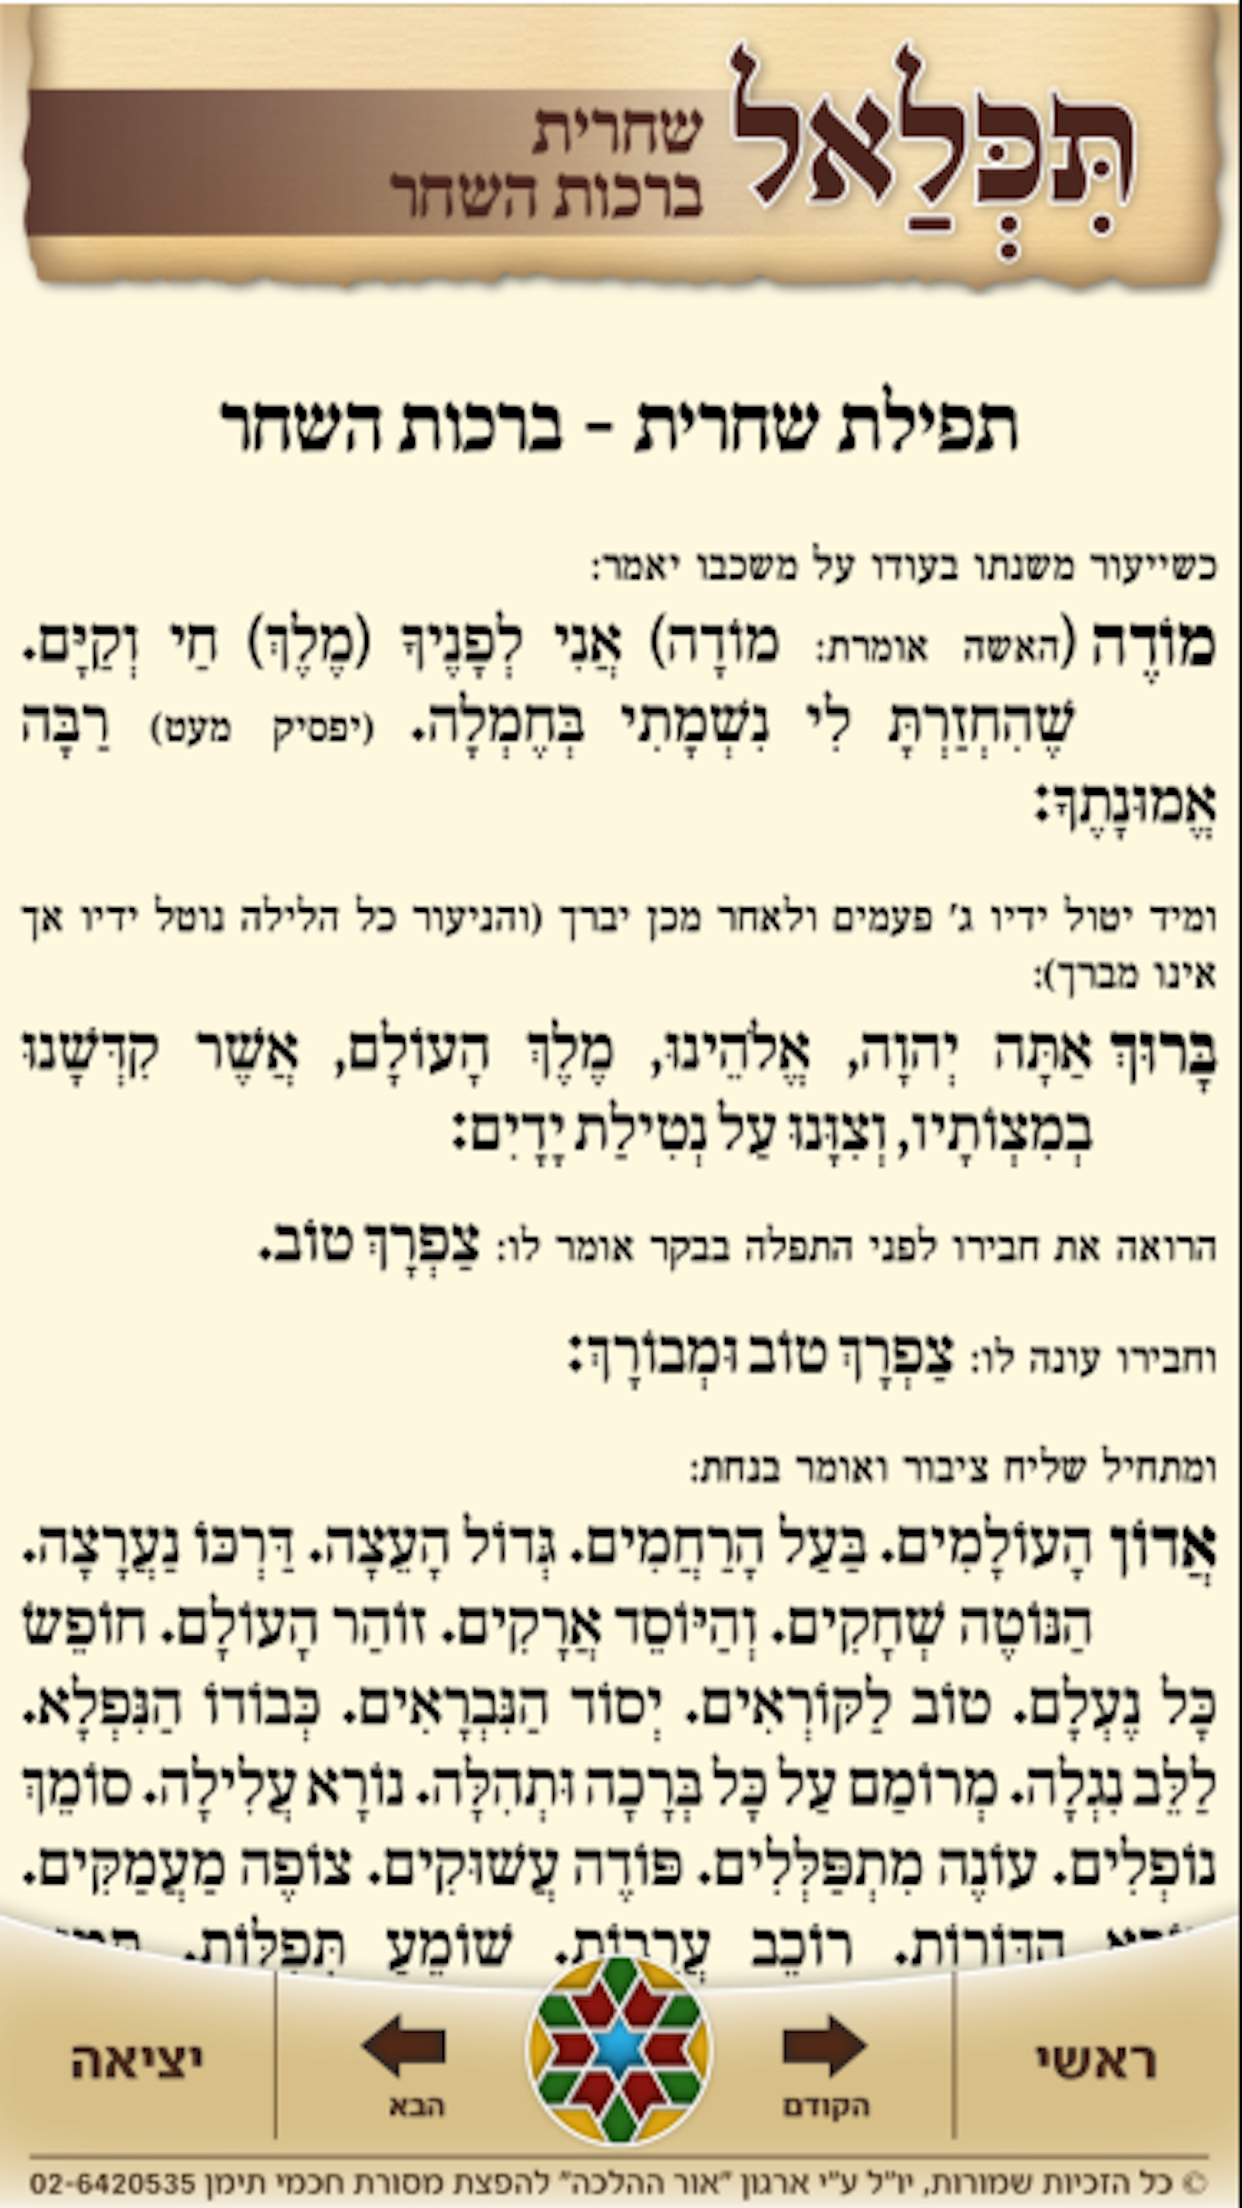 תִּכְּלַאל
שחרית
ברכות השחר
תפילת שחרית - ברכות השחר
כשייעור משנתו בעודו על משכבו יאמר:
מוֹדֶה (האשה אומרת: מוֹדָה) אֲנִי לְפָנֶיךָ (מֶלֶךְ) חַי וְקַיָּם.
שֶׁהִחְזַרְתָּ לִי נִשְׁמָתִי בְּחֶמְלָה. (יפסיק מעט) רַבָּה
אֱמוּנָתֶךָ:
ומיד יטול ידיו ג' פעמים ולאחר מכן יברך (והניעור כל הלילה נוטל ידיו אך
אינו מברך):
בָּרוּךְ אַתָּה יְהוָה, אֱלֹהֵינוּ, מֶלֶךְ הָעוֹלָם, אֲשֶׁר קִדְּשָׁנוּ
בְּמִצְוֹתָיו, וְצִוָּנוּ עַל נְטִילַת יָדָיִם:
הרואה את חבירו לפני התפלה בבקר אומר לו: צַפְרָךְ טוֹב.
וחבירו עונה לו: צַפְרָךְ טוֹב וּמְבוֹרָךְ:
ומתחיל שליח ציבור ואומר בנחת:
אֲדוֹן הָעוֹלָמִים. בַּעַל הָרַחֲמִים. גְּדוֹל הָעֵצָה. דַּרְכּוֹ נַעֲרָצָה.
הַנּוֹטֶה שְׁחָקִים. וְהַיּוֹסֵד אֲרָקִים. זוֹהַר הָעוֹלָם. חוֹפֵשׂ
כָּל נֶעְלָם. טוֹב לַקּוֹרְאִים. יְסוֹד הַנִּבְרָאִים. כְּבוֹדוֹ הַנִּפְלָא.
לַלֵּב נִגְלָה. מְרוֹמַם עַל כָּל בְּרָכָה וּתְהִלָּה. נוֹרָא עֲלִילָה. סוֹמֵךְ
נוֹפְלִים. עוֹנֶה מִתְפַּלְּלִים. פּוֹדֶה עֲשׁוּקִים. צוֹפֶה מַעֲמַקִּים.
הַדּוֹרוֹת. רוֹכֵב עֲרָבוֹת. שׁוֹמֵעַ תְּפִלּוֹת.
ראשי
הקודם
הבא
יציאה
© כל הזכיות שמורות, יו"ל ע"י ארגון "אור ההלכה" להפצת מסורת חכמי תימן 02-6420535